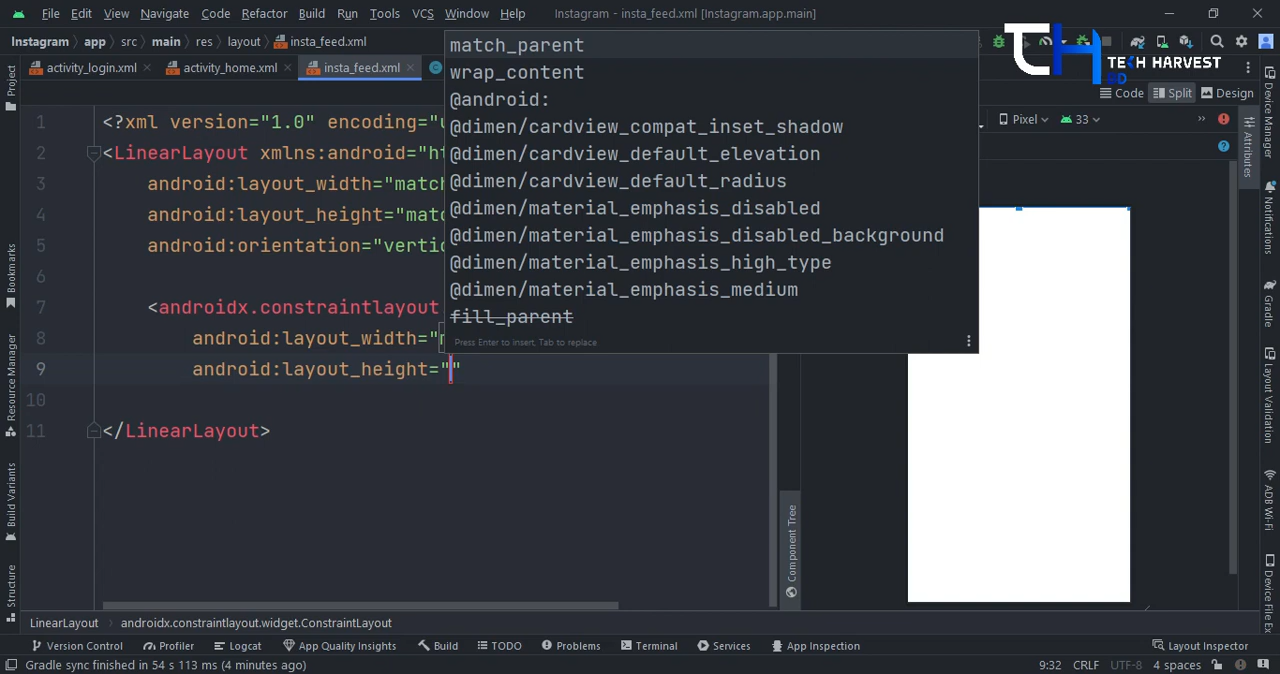 File Edit View Navigate Code Refactor Build Run Tools VCS Window Help Instagram - insta_feed.xml [Instagram.app.main]
Instagram app src main res layout insta_feed.xml
TECH HARVEST
BD
activity_login.xml activity_home.xml insta_feed.xml
Code Split Design
Pixel 33
match_parent
wrap_content
@android:
@dimen/cardview_compat_inset_shadow
@dimen/cardview_default_elevation
@dimen/cardview_default_radius
@dimen/material_emphasis_disabled
@dimen/material_emphasis_disabled_background
@dimen/material_emphasis_high_type
@dimen/material_emphasis_medium
fill_parent
Press Enter to insert, Tab to replace
1 <?xml version="1.0" encoding="u
2 <LinearLayout xmlns:android="ht
3 android:layout_width="matc
4 android:layout_height="matc
5 android:orientation="vertic
6
7 <androidx.constraintlayout
8 android:layout_width="m
9 android:layout_height=""
10
11 </LinearLayout>
Project
Bookmarks
Resource Manager
Build Variants
Structure
Component Tree
Attributes
Device Manager
Notifications
Gradle
Layout Validation
ADB Wi-Fi
Device File Ex
LinearLayout androidx.constraintlayout.widget.ConstraintLayout
Version Control Profiler Logcat App Quality Insights Build TODO Problems Terminal Services App Inspection Layout Inspector
Gradle sync finished in 54 s 113 ms (4 minutes ago) 9:32 CRLF UTF-8 4 spaces